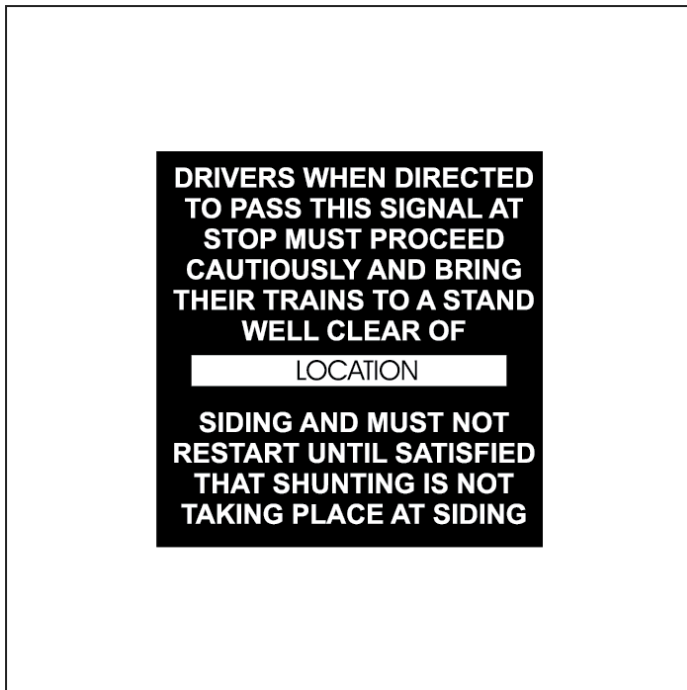 DRIVERS WHEN DIRECTED
TO PASS THIS SIGNAL AT
STOP MUST PROCEED
CAUTIOUSLY AND BRING
THEIR TRAINS TO A STAND
WELL CLEAR OF
LOCATION
SIDING AND MUST NOT
RESTART UNTIL SATISFIED
THAT SHUNTING IS NOT
TAKING PLACE AT SIDING